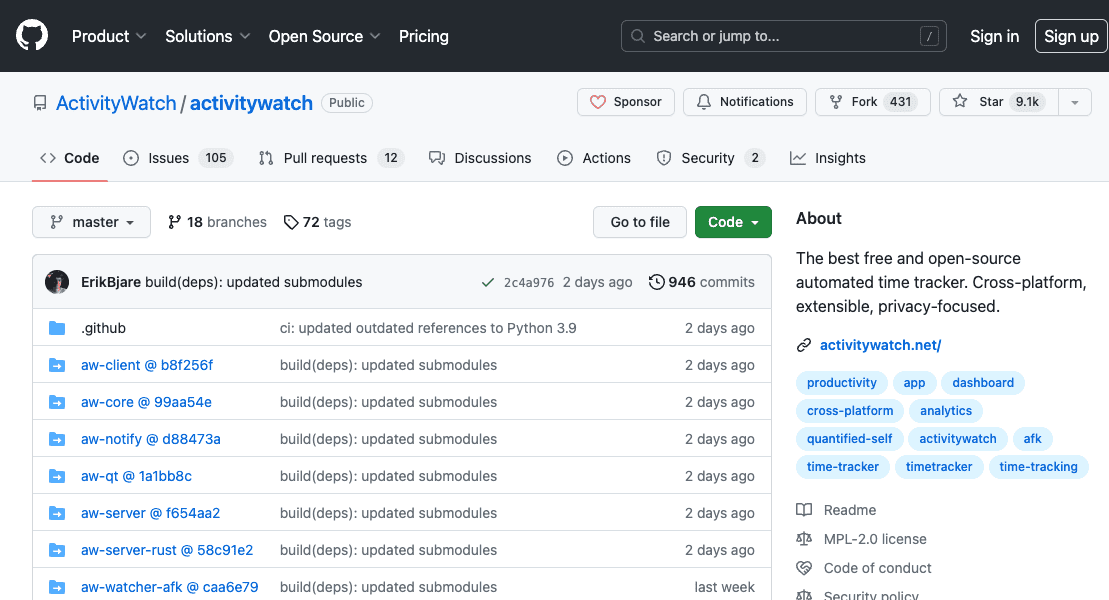 Product Solutions Open Source Pricing Search or jump to... / Sign in Sign up
ActivityWatch / activitywatch Public Sponsor Notifications Fork 431 Star 9.1k
Code Issues 105 Pull requests 12 Discussions Actions Security 2 Insights
master 18 branches 72 tags Go to file Code
ErikBjare build(deps): updated submodules 2c4a976 2 days ago 946 commits
.github ci: updated outdated references to Python 3.9 2 days ago
aw-client @ b8f256f build(deps): updated submodules 2 days ago
aw-core @ 99aa54e build(deps): updated submodules 2 days ago
aw-notify @ d88473a build(deps): updated submodules 2 days ago
aw-qt @ 1a1bb8c build(deps): updated submodules 2 days ago
aw-server @ f654aa2 build(deps): updated submodules 2 days ago
aw-server-rust @ 58c91e2 build(deps): updated submodules 2 days ago
aw-watcher-afk @ caa6e79 build(deps): updated submodules last week
About
The best free and open-source
automated time tracker. Cross-platform,
extensible, privacy-focused.
activitywatch.net/
productivity app dashboard
cross-platform analytics
quantified-self activitywatch afk
time-tracker timetracker time-tracking
Readme
MPL-2.0 license
Code of conduct
Security policy